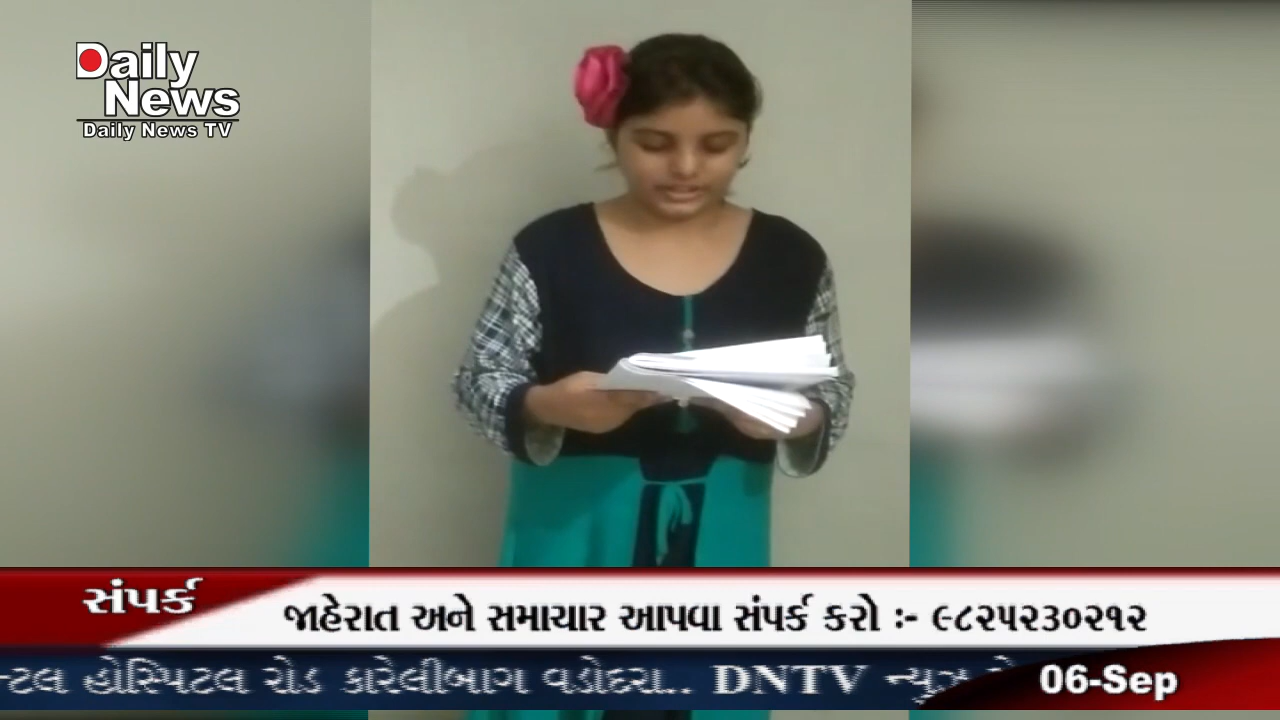 Daily
News
Daily News TV
સંપર્ક
જાહેરાત અને સમાચાર આપવા સંપર્ક કરો :- ૯૮૨૫૨૩૦૨૧૨
હોસ્પિટલ રોડ કારેલીબાગ વડોદરા.. DNTV ન્યુઝ
06-Sep